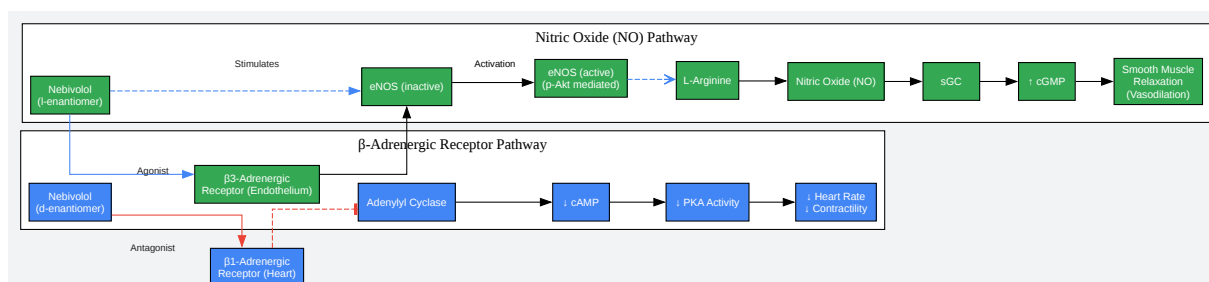 Nitric Oxide (NO) Pathway
Stimulates
Activation
Nebivolol
(l-enantiomer)
eNOS (inactive)
eNOS (active)
(p-Akt mediated)
L-Arginine
Nitric Oxide (NO)
sGC
↑ cGMP
Smooth Muscle
Relaxation
(Vasodilation)
β-Adrenergic Receptor Pathway
Agonist
β3-Adrenergic
Receptor (Endothelium)
Nebivolol
(d-enantiomer)
Adenylyl Cyclase
↓ cAMP
↓ PKA Activity
↓ Heart Rate
↓ Contractility
Antagonist
β1-Adrenergic
Receptor (Heart)